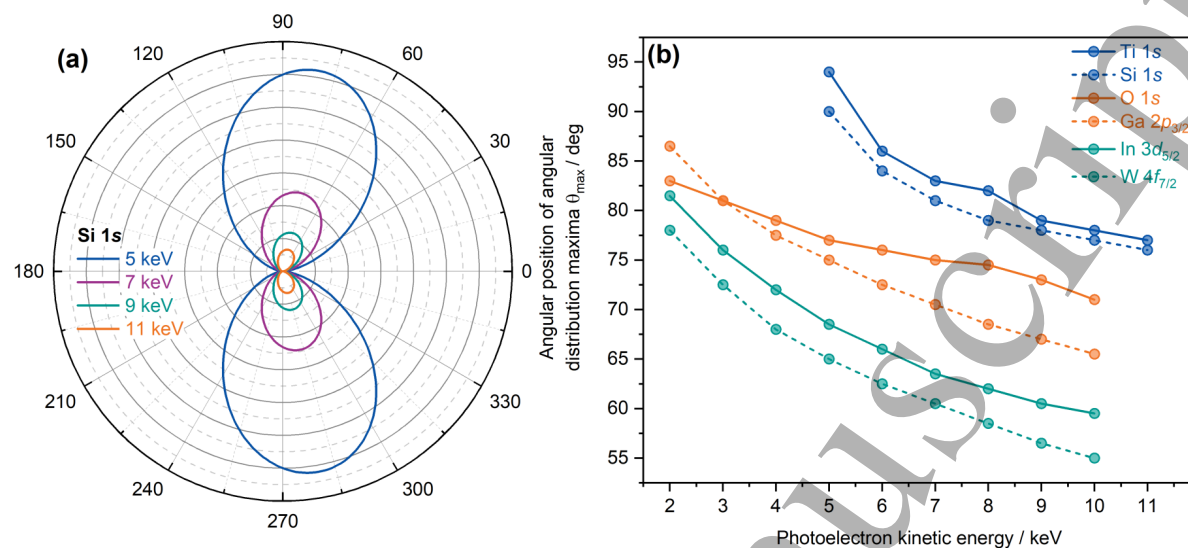 (a)
90
120
60
150
30
180
0
210
330
240
300
270
Si 1s
5 keV
7 keV
9 keV
11 keV
(b)
Angular position of angular
distribution maxima θmax / deg
95
90
85
80
75
70
65
60
55
2 3 4 5 6 7 8 9 10 11
Photoelectron kinetic energy / keV
Ti 1s
Si 1s
O 1s
Ga 2p3/2
In 3d5/2
W 4f7/2